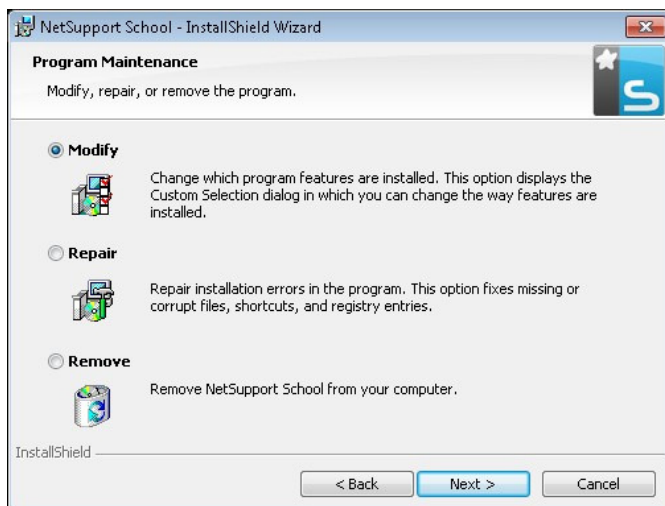 NetSupport School - InstallShield Wizard
Program Maintenance
Modify, repair, or remove the program.
S
Modify
Change which program features are installed. This option displays the
Custom Selection dialog in which you can change the way features are
installed.
Repair
Repair installation errors in the program. This option fixes missing or
corrupt files, shortcuts, and registry entries.
Remove
Remove NetSupport School from your computer.
InstallShield
< Back
Next >
Cancel